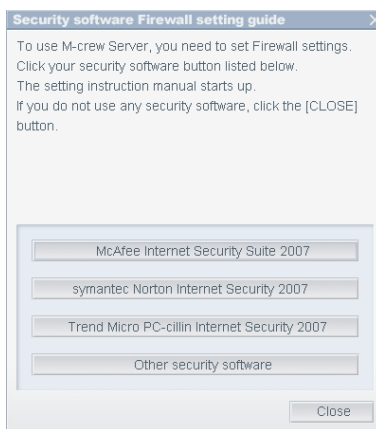 Security software Firewall setting guide
To use M-crew Server, you need to set Firewall settings.
Click your security software button listed below.
The setting instruction manual starts up.
If you do not use any security software, click the [CLOSE]
button.
McAfee Internet Security Suite 2007
symantec Norton Internet Security 2007
Trend Micro PC-cillin Internet Security 2007
Other security software
Close